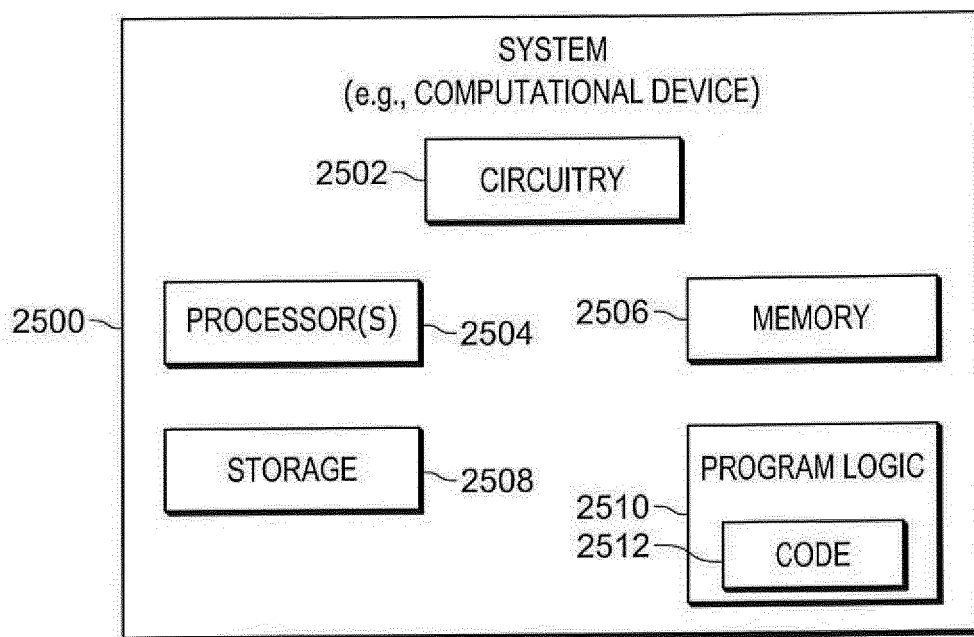 SYSTEM
(e.g., COMPUTATIONAL DEVICE)
2502
CIRCUITRY
2500
PROCESSOR(S)
2504
2506
MEMORY
STORAGE
2508
PROGRAM LOGIC
2510
2512
CODE